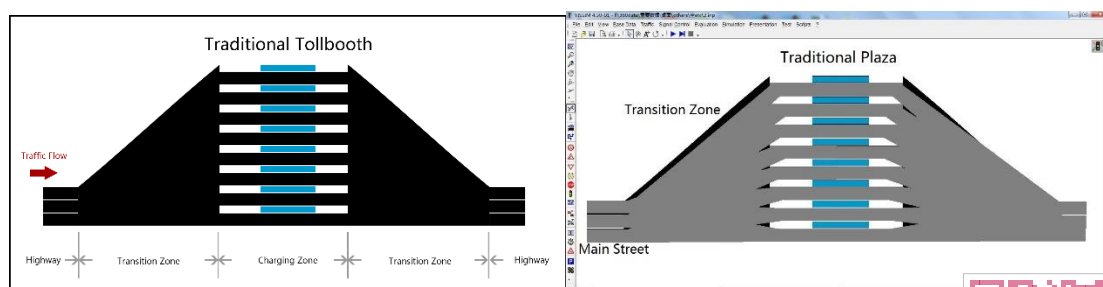 Traditional Tollbooth
Traffic Flow
Highway
Transition Zone
Charging Zone
Transition Zone
Highway
File Edit View Base Data Traffic Signal Control Evaluation Simulation Presentation Test Scripts ?
Traditional Plaza
Transition Zone
Main Street